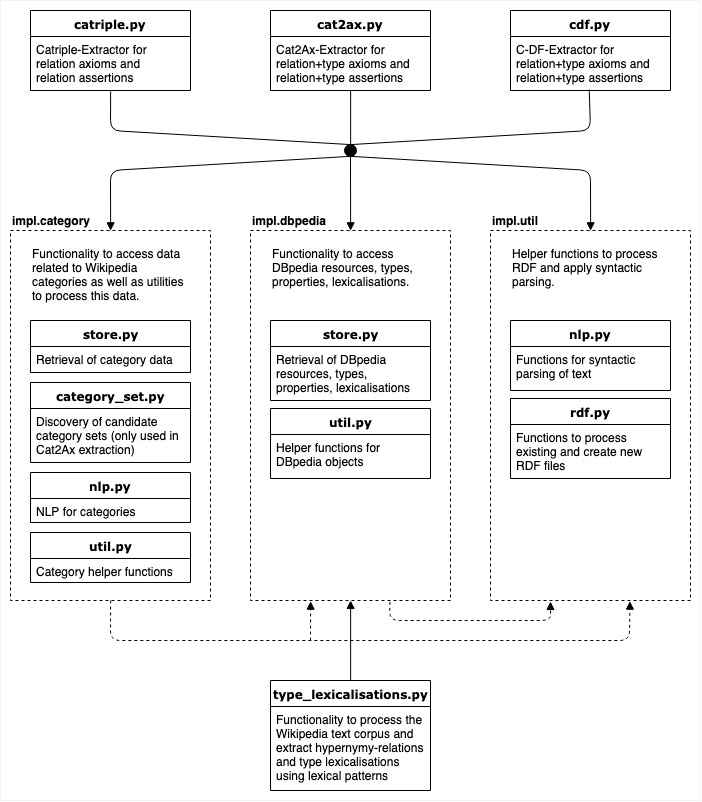 catriple.py
Catriple-Extractor for
relation axioms and
relation assertions
cat2ax.py
Cat2Ax-Extractor for
relation+type axioms and
relation+type assertions
cdf.py
C-DF-Extractor for
relation+type axioms and
relation+type assertions
impl.category
Functionality to access data
related to Wikipedia
categories as well as utilities
to process this data.
store.py
Retrieval of category data
category_set.py
Discovery of candidate
category sets (only used in
Cat2Ax extraction)
nlp.py
NLP for categories
util.py
Category helper functions
impl.dbpedia
Functionality to access
DBpedia resources, types,
properties, lexicalisations.
store.py
Retrieval of DBpedia
resources, types,
properties, lexicalisations
util.py
Helper functions for
DBpedia objects
impl.util
Helper functions to process
RDF and apply syntactic
parsing.
nlp.py
Functions for syntactic
parsing of text
rdf.py
Functions to process
existing and create new
RDF files
type_lexicalisations.py
Functionality to process the
Wikipedia text corpus and
extract hypernymy-relations
and type lexicalisations
using lexical patterns